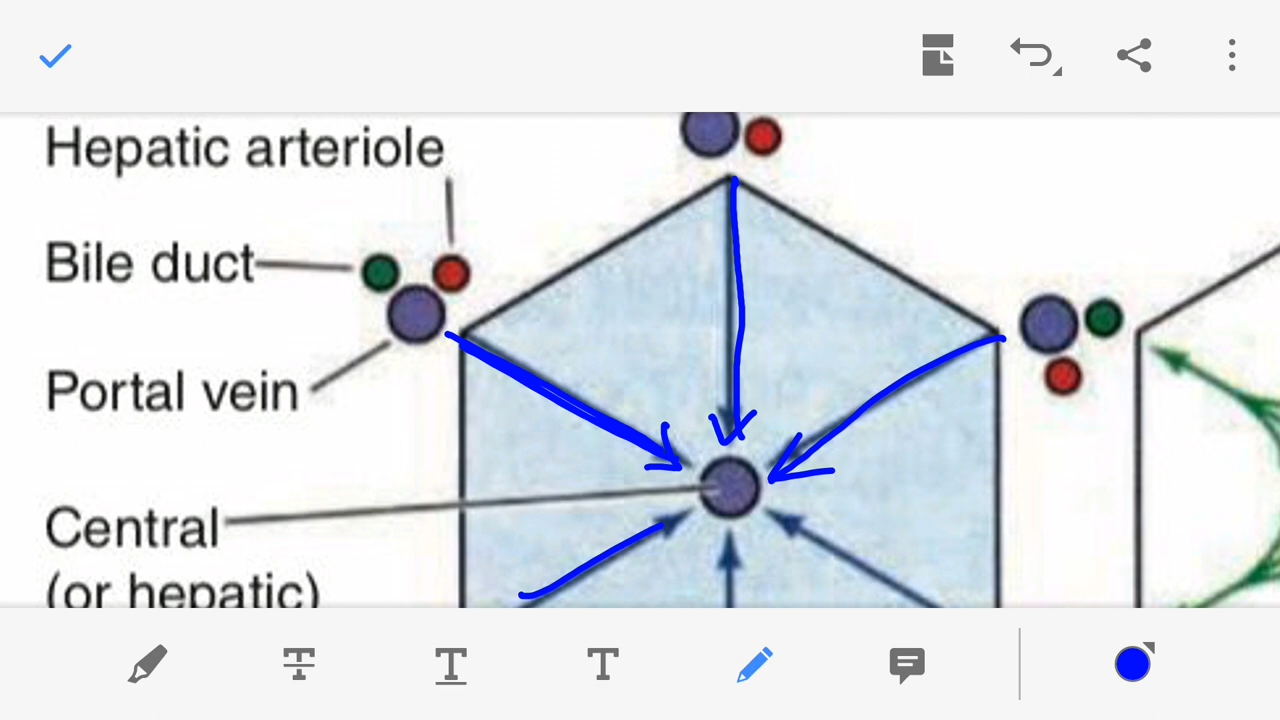 Hepatic arteriole
Bile duct
Portal vein
Central
(or hepatic)